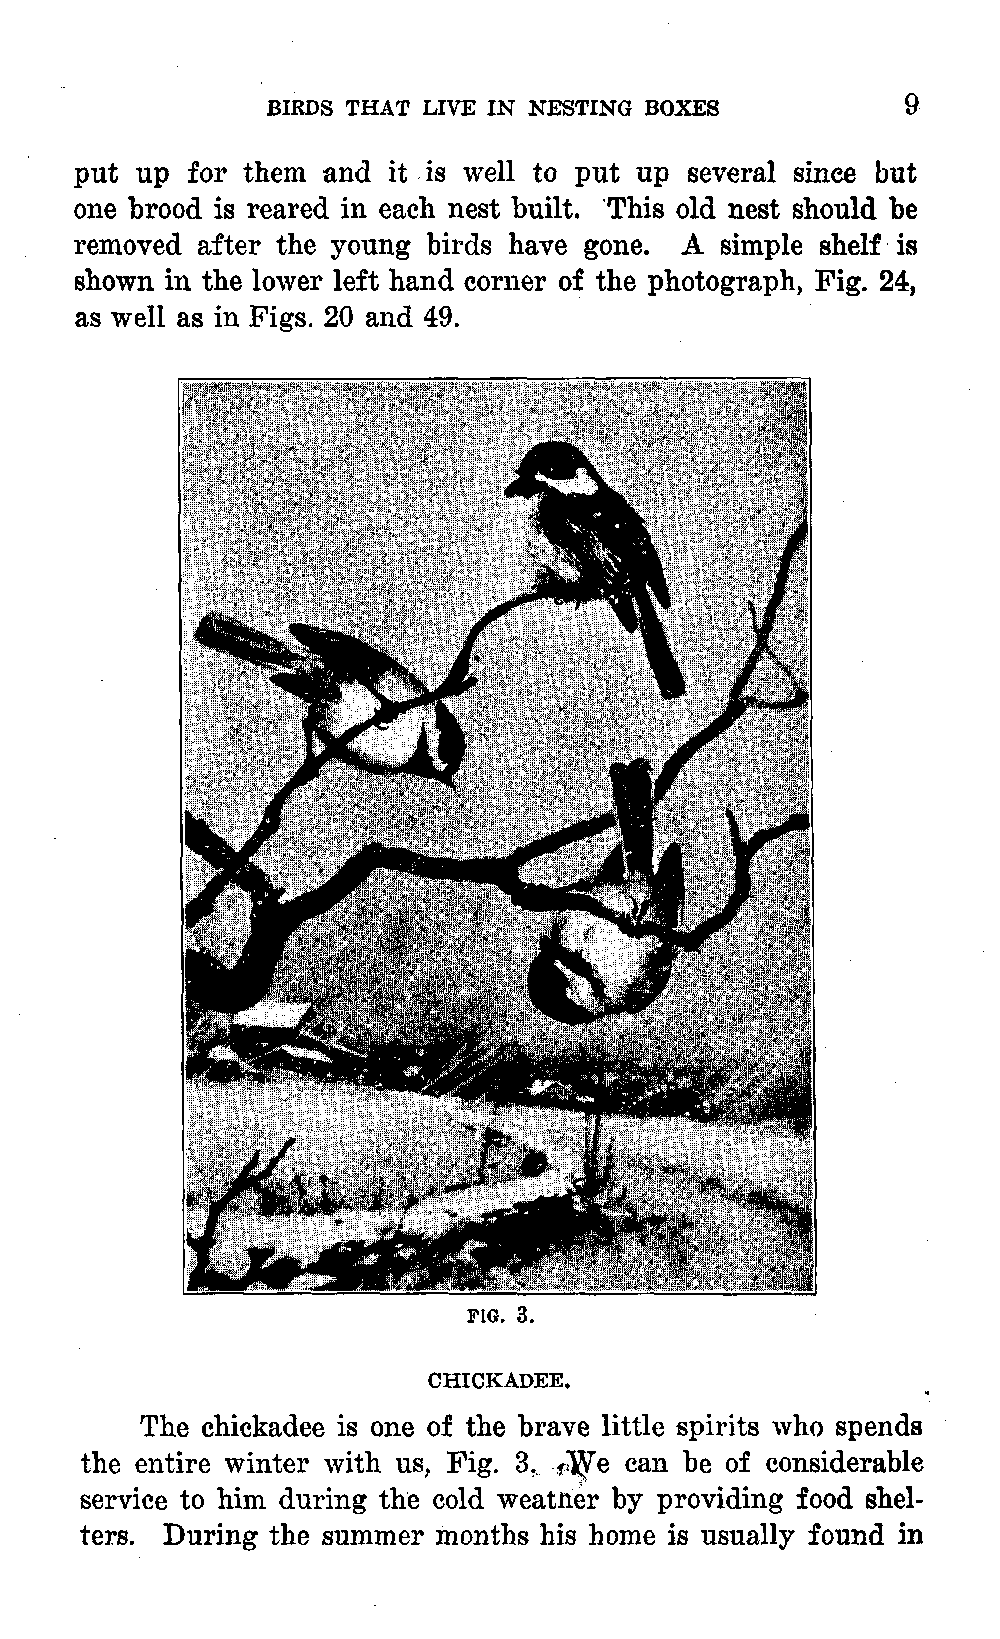 BIRDS THAT LIVE IN NESTING BOXES 9
put up for them and it is well to put up several since but
one brood is reared in each nest built. This old nest should be
removed after the young birds have gone. A simple shelf is
shown in the lower left hand corner of the photograph, Fig. 24,
as well as in Figs. 20 and 49.
FIG. 3.
CHICKADEE.
The chickadee is one of the brave little spirits who spends
the entire winter with us, Fig. 3. We can be of considerable
service to him during the cold weather by providing food shel-
ters. During the summer months his home is usually found in